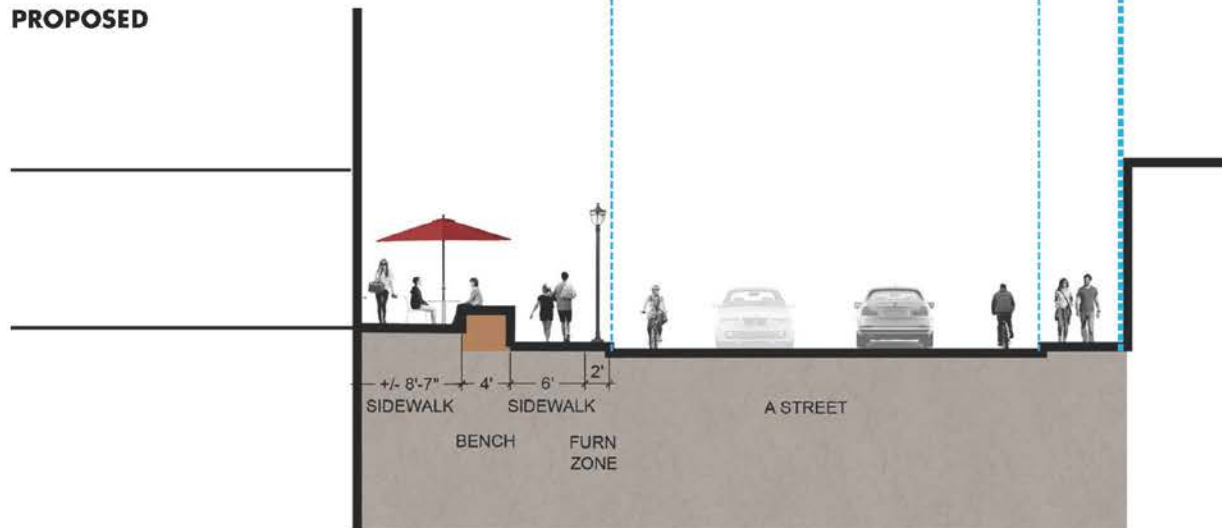 PROPOSED
+/- 8'-7" 4' 6' 2'
SIDEWALK SIDEWALK A STREET
BENCH FURN
ZONE